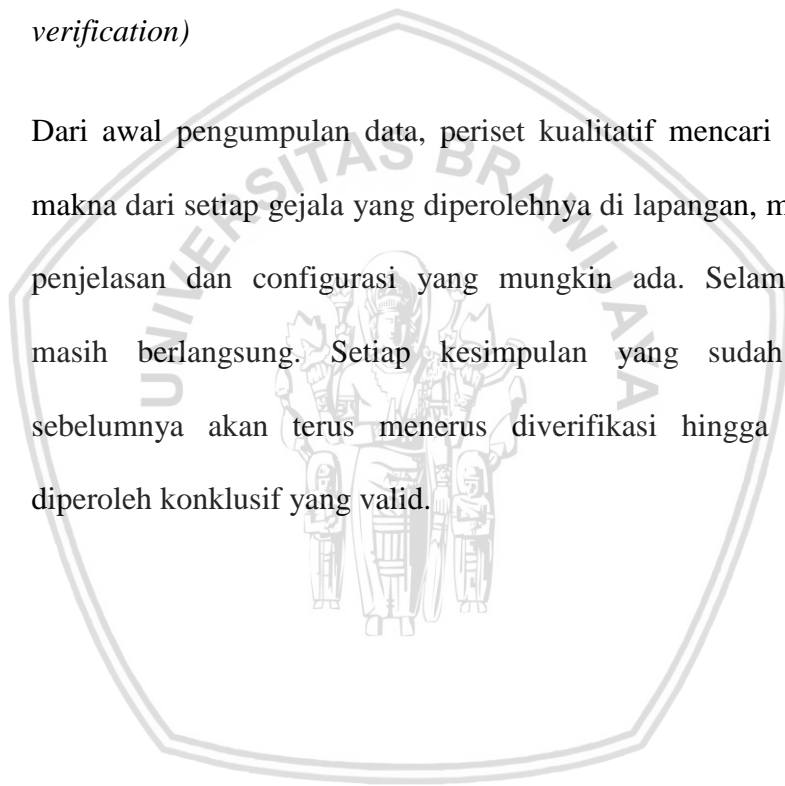 verification)
Dari awal pengumpulan data, periset kualitatif mencari
makna dari setiap gejala yang diperolehnya di lapangan, m
penjelasan dan configurasi yang mungkin ada. Selam
masih berlangsung. Setiap kesimpulan yang sudah
sebelumnya akan terus menerus diverifikasi hingga
diperoleh konklusif yang valid.
UNIVERSITAS BRAWIJAYA